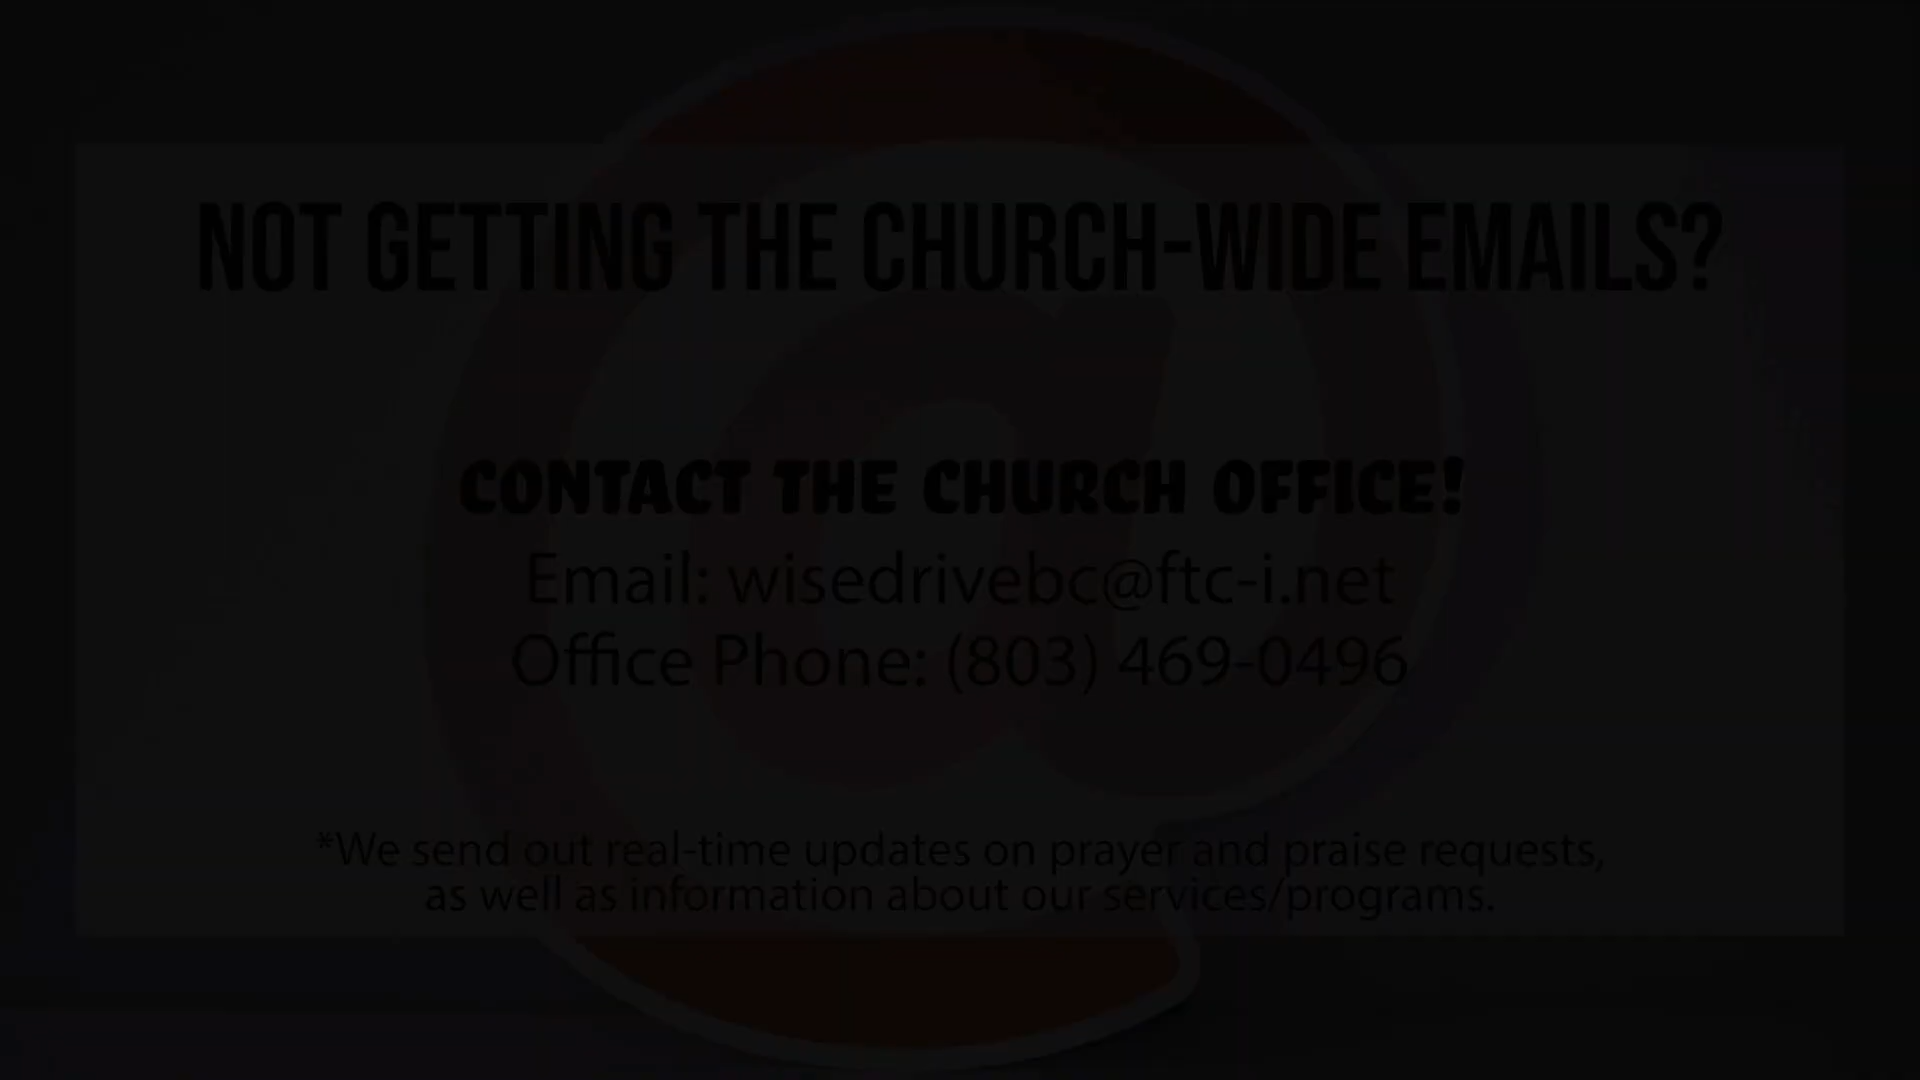 NOT GETTING THE CHURCH-WIDE EMAILS?
CONTACT THE CHURCH OFFICE!
Email: wisedrivebc@ftc-i.net
Office Phone: (803) 469-0496
*We send out real-time updates on prayer and praise requests,
as well as information about our services/programs.